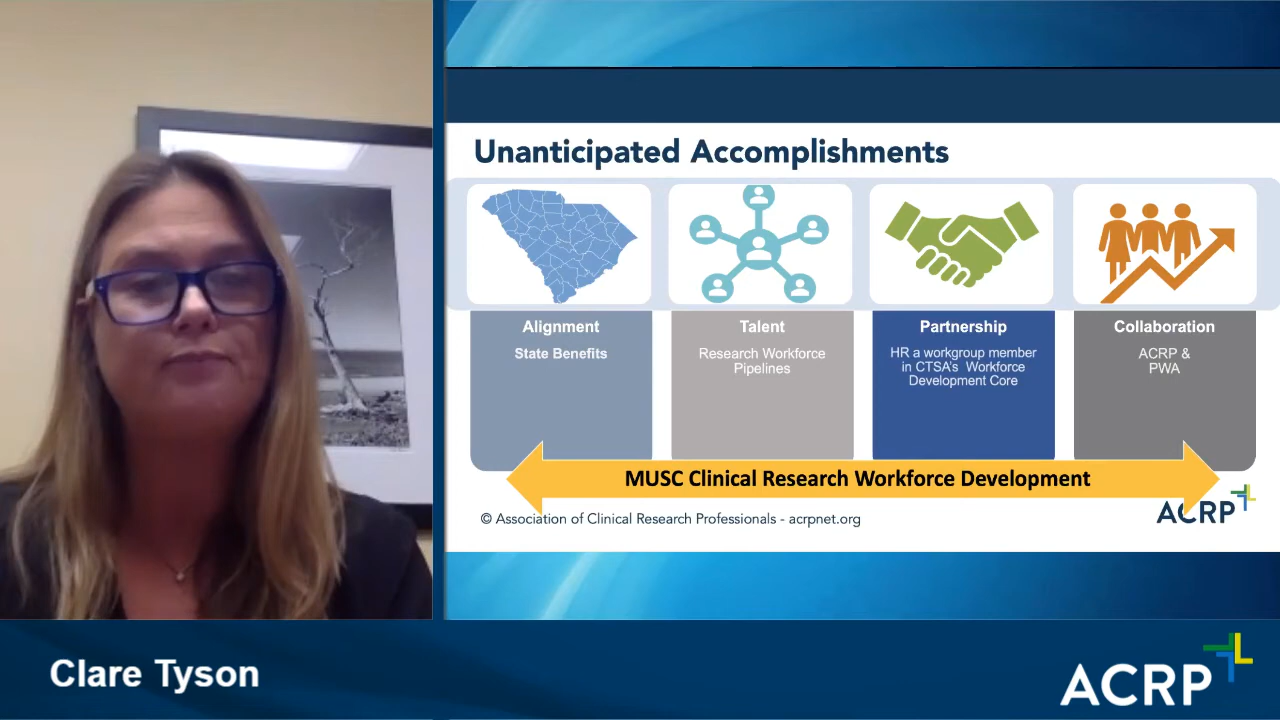 Unanticipated Accomplishments
Alignment
State Benefits
Talent
Research Workforce
Pipelines
Partnership
HR a workgroup member
in CTSA's Workforce
Development Core
Collaboration
ACRP &
PWA
MUSC Clinical Research Workforce Development
© Association of Clinical Research Professionals - acrpnet.org
ACRP
Clare Tyson
ACRP